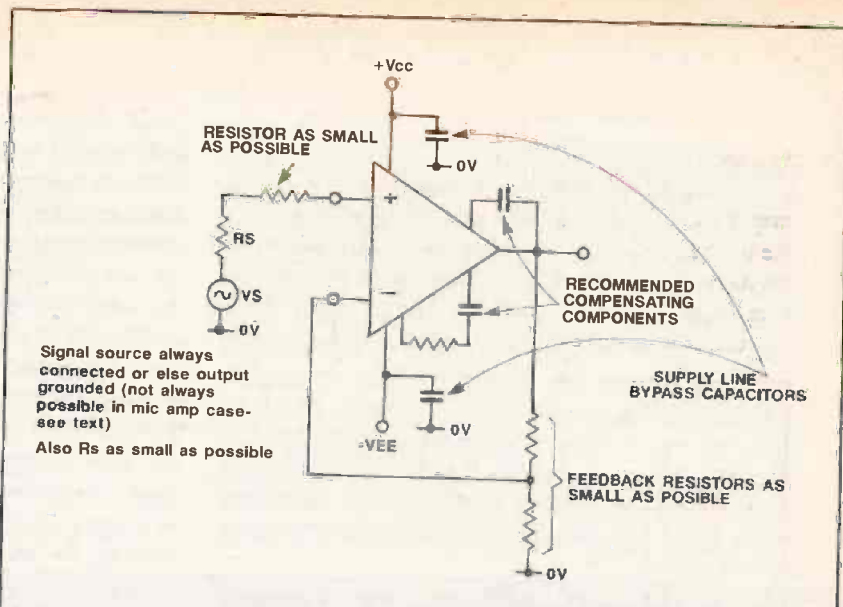 +Vcc
RESISTOR AS SMALL
AS POSSIBLE
0V
+
RS
VS
0V
−
RECOMMENDED
COMPENSATING
COMPONENTS
Signal source always
connected or else output
grounded (not always
possible in mic amp case-
see text)
Also Rs as small as possible
SUPPLY LINE
BYPASS CAPACITORS
0V
-VEE
FEEDBACK RESISTORS AS
SMALL AS POSIBLE
0V